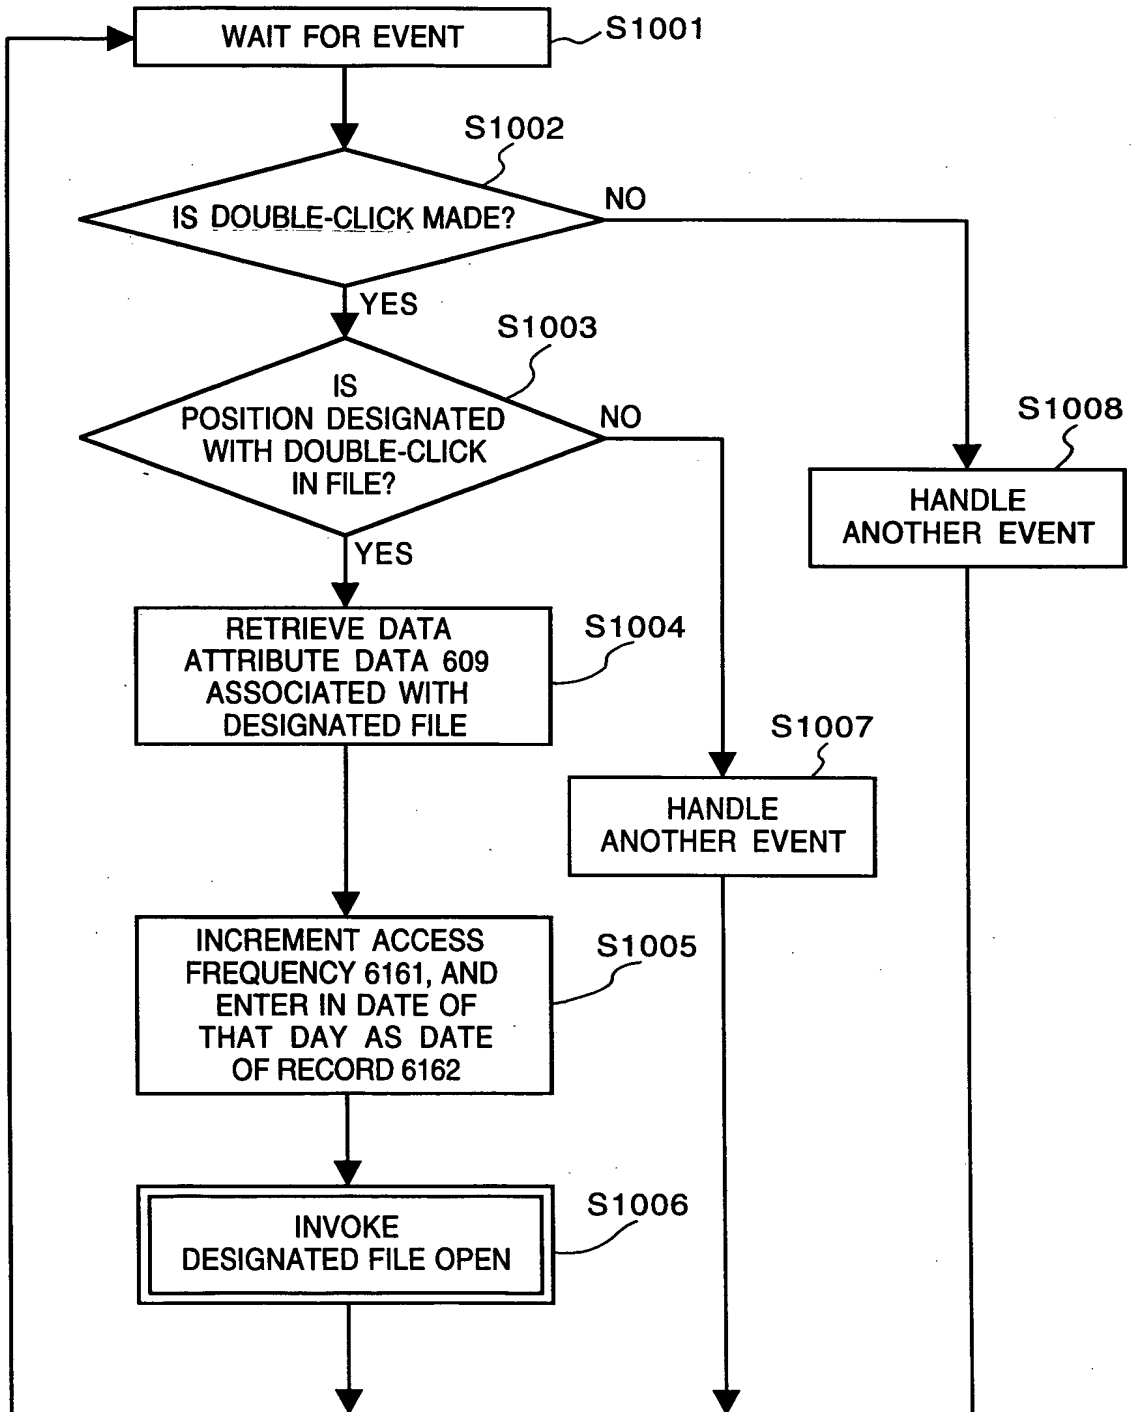 WAIT FOR EVENT
S1001
S1002
IS DOUBLE-CLICK MADE?
NO
YES
S1003
IS
POSITION DESIGNATED
WITH DOUBLE-CLICK
IN FILE?
NO
YES
S1008
HANDLE
ANOTHER EVENT
RETRIEVE DATA
ATTRIBUTE DATA 609
ASSOCIATED WITH
DESIGNATED FILE
S1004
S1007
HANDLE
ANOTHER EVENT
INCREMENT ACCESS
FREQUENCY 6161, AND
ENTER IN DATE OF
THAT DAY AS DATE
OF RECORD 6162
S1005
INVOKE
DESIGNATED FILE OPEN
S1006